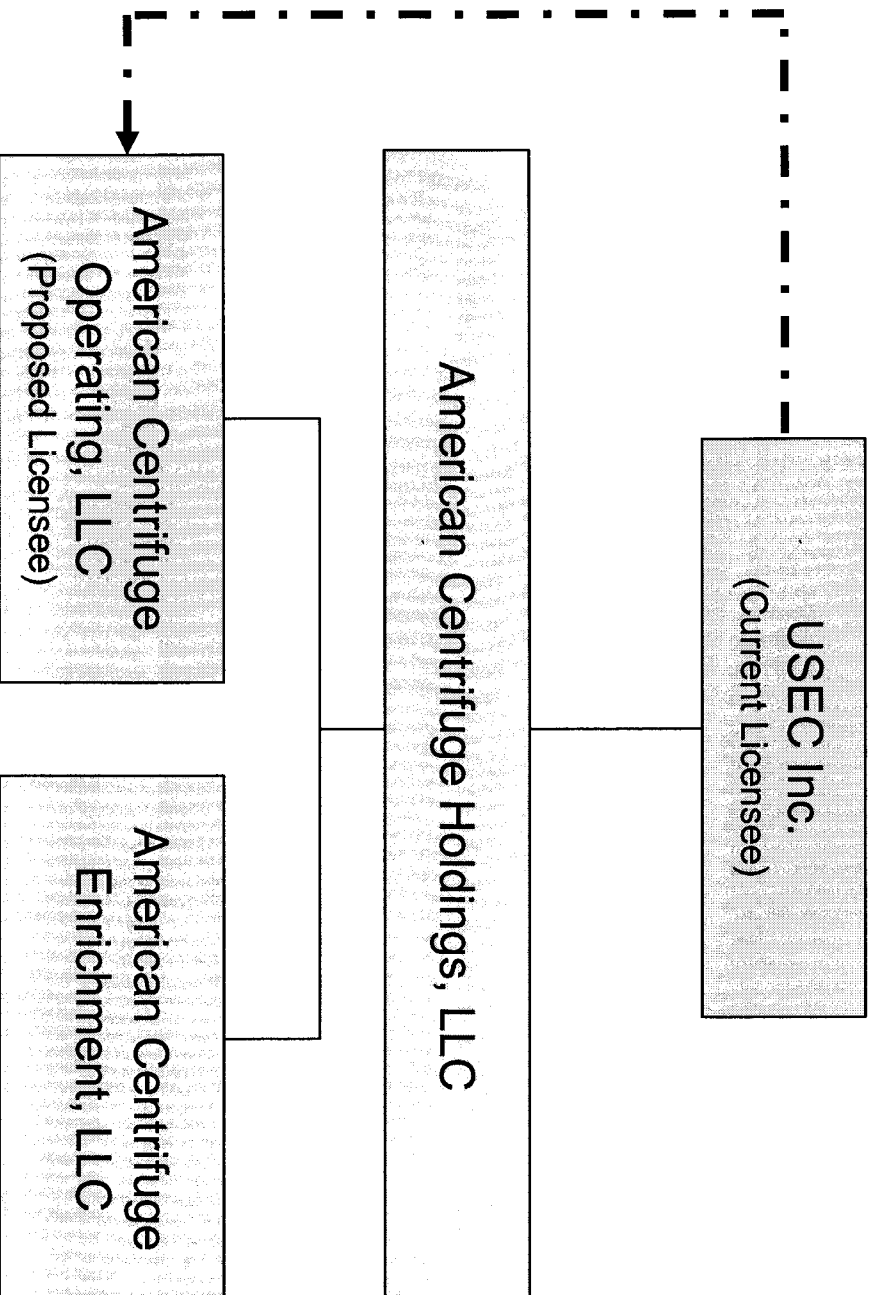 USEC Inc.
(Current Licensee)
American Centrifuge Holdings, LLC
American Centrifuge
Operating, LLC
(Proposed Licensee)
American Centrifuge
Enrichment, LLC